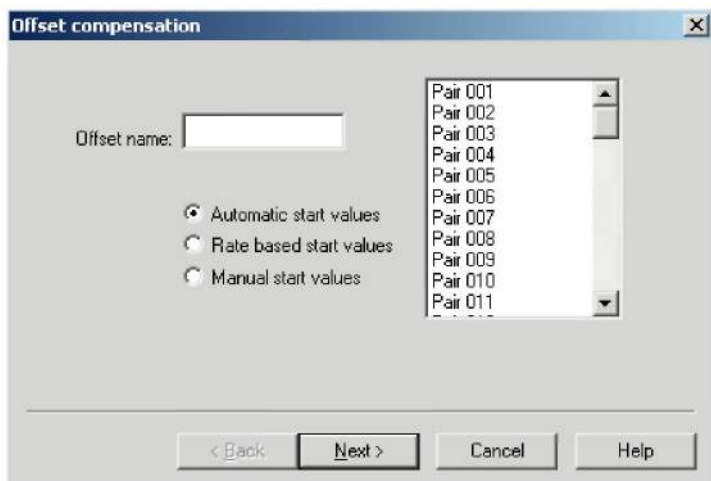 Offset compensation
Offset name:
Automatic start values
Rate based start values
Manual start values
Pair 001
Pair 002
Pair 003
Pair 004
Pair 005
Pair 006
Pair 007
Pair 008
Pair 009
Pair 010
Pair 011
< Back
Next >
Cancel
Help